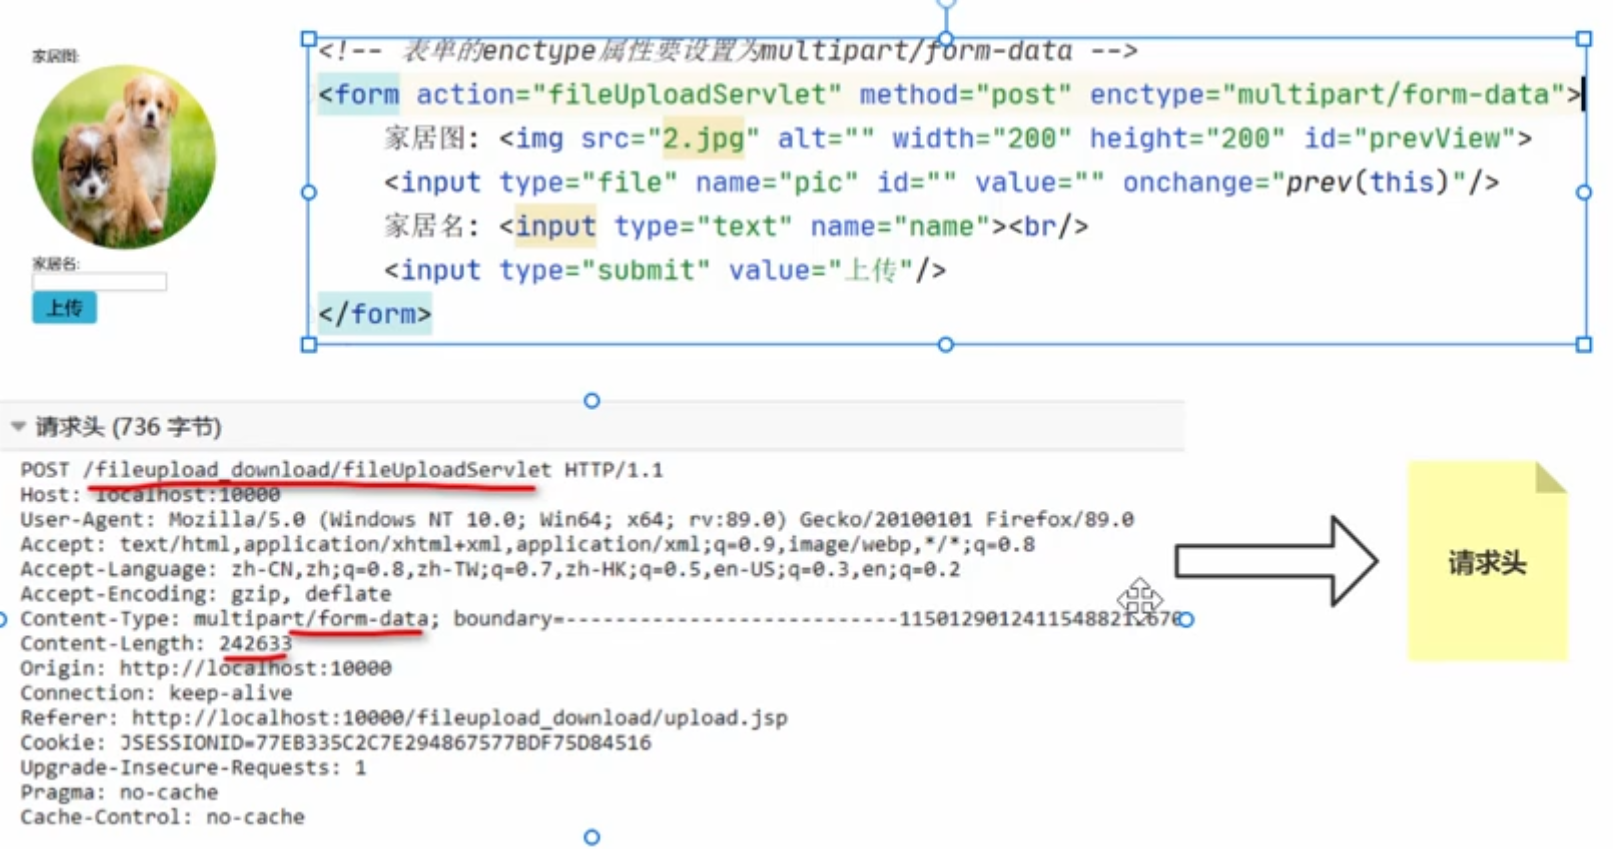 家居图:
家居名:
上传
<!-- 表单的enctype属性要设置为multipart/form-data -->
<form action="fileUploadServlet" method="post" enctype="multipart/form-data">
家居图: <img src="2.jpg" alt="" width="200" height="200" id="prevView">
<input type="file" name="pic" id="" value="" onchange="prev(this)"/>
家居名: <input type="text" name="name"><br/>
<input type="submit" value="上传"/>
</form>
请求头 (736 字节)
POST /fileupload_download/fileUploadServlet HTTP/1.1
Host: localhost:10000
User-Agent: Mozilla/5.0 (Windows NT 10.0; Win64; x64; rv:89.0) Gecko/20100101 Firefox/89.0
Accept: text/html,application/xhtml+xml,application/xml;q=0.9,image/webp,*/*;q=0.8
Accept-Language: zh-CN,zh;q=0.8,zh-TW;q=0.7,zh-HK;q=0.5,en-US;q=0.3,en;q=0.2
Accept-Encoding: gzip, deflate
Content-Type: multipart/form-data; boundary=
Content-Length: 242633
Origin: http://localhost:10000
Connection: keep-alive
Referer: http://localhost:10000/fileupload_download/upload.jsp
Cookie: JSESSIONID=77EB335C2C7E294867577BDF75D84516
Upgrade-Insecure-Requests: 1
Pragma: no-cache
Cache-Control: no-cache
请求头